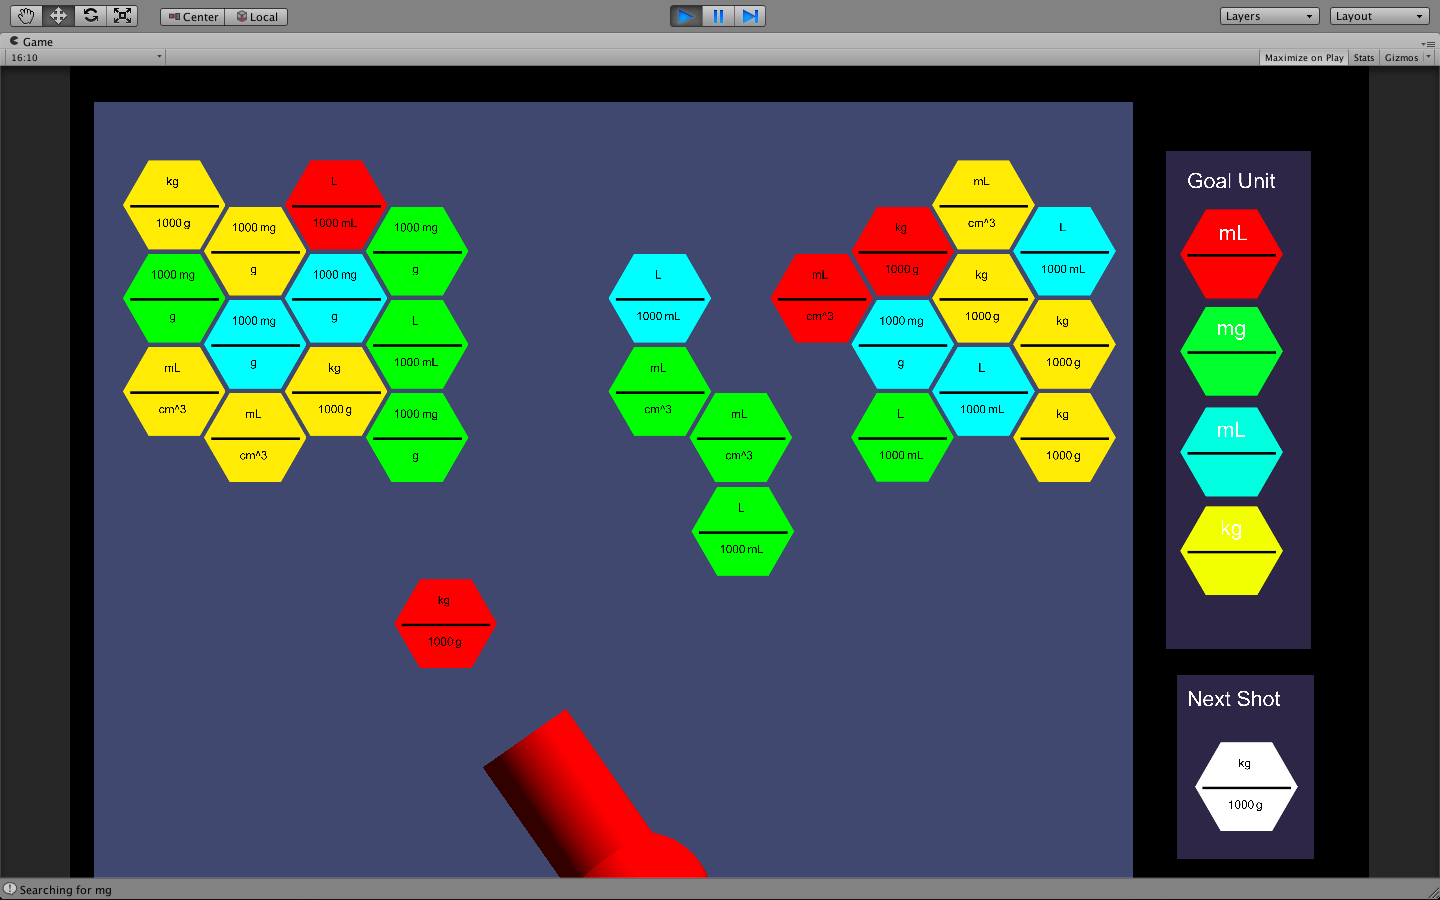 Center
Local
Layers
Layout
Game
16:10
Maximize on Play
Stats
Gizmos
kg
1000 g
1000 mg
g
L
1000 mL
1000 mg
g
1000 mg
g
1000 mg
g
1000 mg
g
L
1000 mL
mL
cm^3
mL
cm^3
kg
1000 g
1000 mg
g
L
1000 mL
mL
cm^3
mL
cm^3
L
1000 mL
mL
cm^3
kg
1000 g
mL
cm^3
L
1000 mL
kg
1000 g
1000 mg
g
kg
1000 g
L
1000 mL
L
1000 mL
kg
1000 g
kg
1000 g
Goal Unit
mL
mg
mL
kg
Next Shot
kg
1000 g
Searching for mg